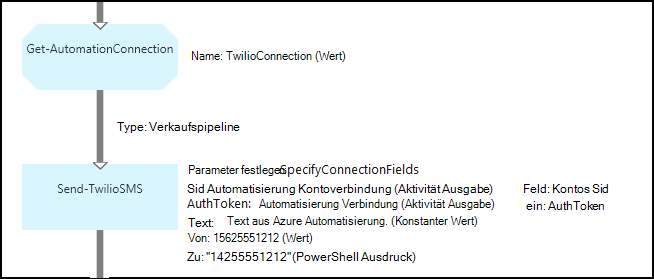 Get-AutomationConnection
Name: TwilioConnection (Wert)
Type: Verkaufspipeline
Send-TwilioSMS
Parameter festlegen SpecifyConnectionFields
Sid Automatisierung Kontoverbindung (Aktivität Ausgabe) Feld: Kontos Sid
AuthToken: Automatisierung Verbindung (Aktivität Ausgabe) ein: AuthToken
Text: Text aus Azure Automatisierung. (Konstanter Wert)
Von: 15625551212 (Wert)
Zu: "14255551212"(PowerShell Ausdruck)